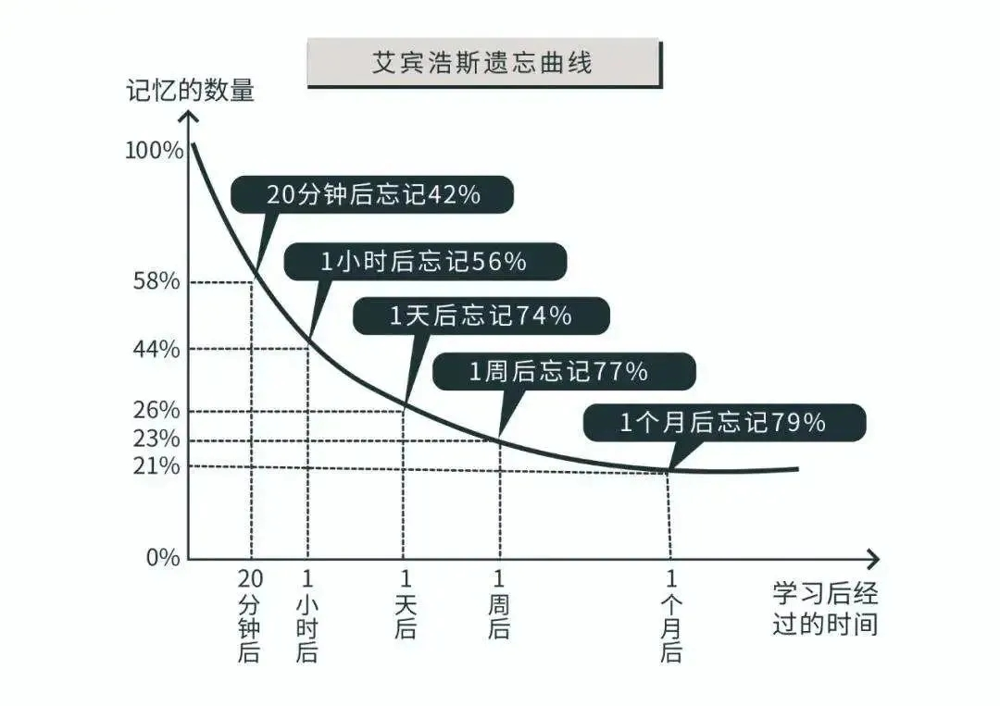 艾宾浩斯遗忘曲线
记忆的数量
100%
20分钟后忘记42%
1小时后忘记56%
58%
1天后忘记74%
44%
1周后忘记77%
26%
1个月后忘记79%
23%
21%
0%
20分钟后
1小时后
1天后
1周后
1个月后
学习后经
过的时间